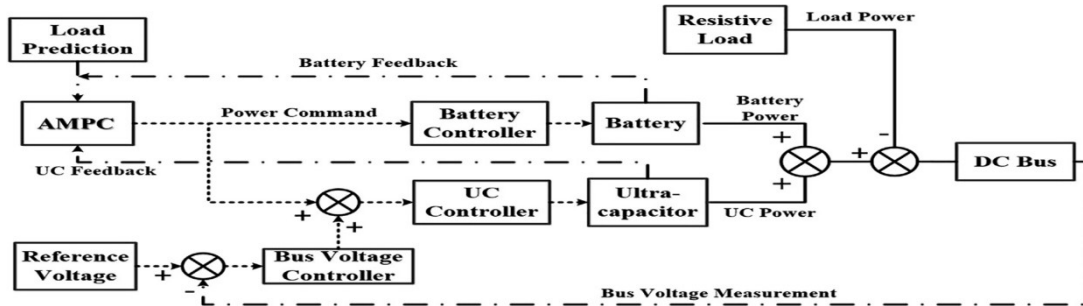 Load
Prediction
Resistive
Load
Load Power
Battery Feedback
AMPC
Power Command
Battery
Controller
Battery
Battery
Power
+
-
+
DC Bus
UC Feedback
+
UC
Controller
Ultra-
capacitor
UC Power
+
+
Reference
Voltage
+
-
Bus Voltage
Controller
Bus Voltage Measurement